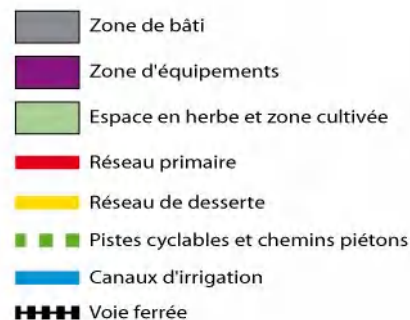 Zone de bâti
Zone d'équipements
Espace en herbe et zone cultivée
Réseau primaire
Réseau de desserte
Pistes cyclables et chemins piétons
Canaux d'irrigation
Voie ferrée